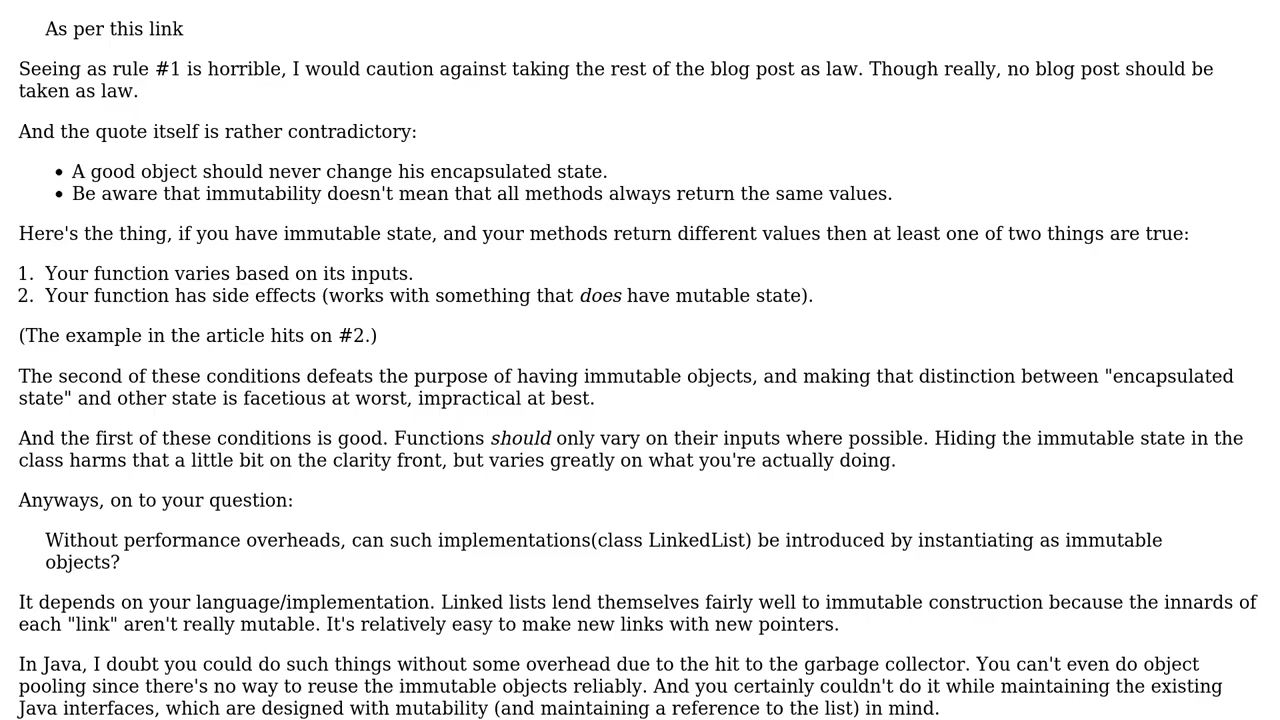 As per this link
Seeing as rule #1 is horrible, I would caution against taking the rest of the blog post as law. Though really, no blog post should be
taken as law.
And the quote itself is rather contradictory:
• A good object should never change his encapsulated state.
• Be aware that immutability doesn't mean that all methods always return the same values.
Here's the thing, if you have immutable state, and your methods return different values then at least one of two things are true:
1. Your function varies based on its inputs.
2. Your function has side effects (works with something that does have mutable state).
(The example in the article hits on #2.)
The second of these conditions defeats the purpose of having immutable objects, and making that distinction between "encapsulated
state" and other state is facetious at worst, impractical at best.
And the first of these conditions is good. Functions should only vary on their inputs where possible. Hiding the immutable state in the
class harms that a little bit on the clarity front, but varies greatly on what you're actually doing.
Anyways, on to your question:
Without performance overheads, can such implementations(class LinkedList) be introduced by instantiating as immutable
objects?
It depends on your language/implementation. Linked lists lend themselves fairly well to immutable construction because the innards of
each "link" aren't really mutable. It's relatively easy to make new links with new pointers.
In Java, I doubt you could do such things without some overhead due to the hit to the garbage collector. You can't even do object
pooling since there's no way to reuse the immutable objects reliably. And you certainly couldn't do it while maintaining the existing
Java interfaces, which are designed with mutability (and maintaining a reference to the list) in mind.